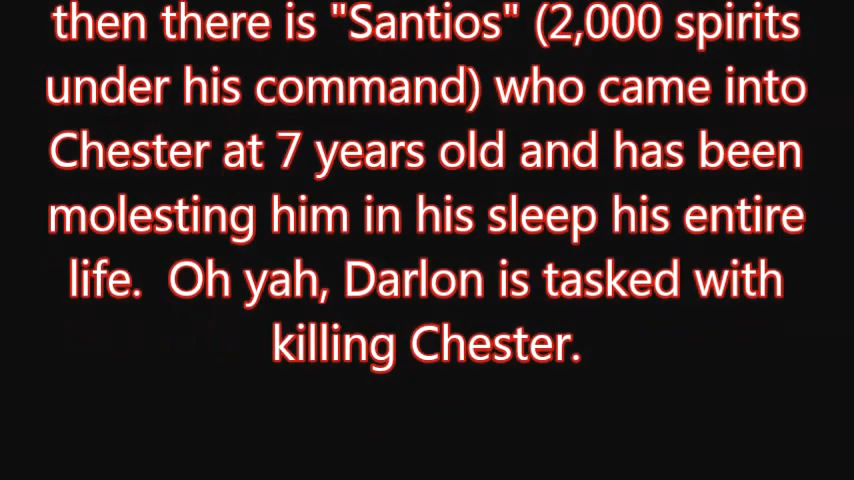 then there is "Santios" (2,000 spirits
under his command) who came into
Chester at 7 years old and has been
molesting him in his sleep his entire
life.  Oh yah, Darlon is tasked with
killing Chester.